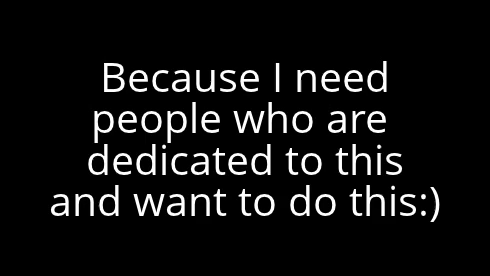 Because I need
people who are
dedicated to this
and want to do this:)